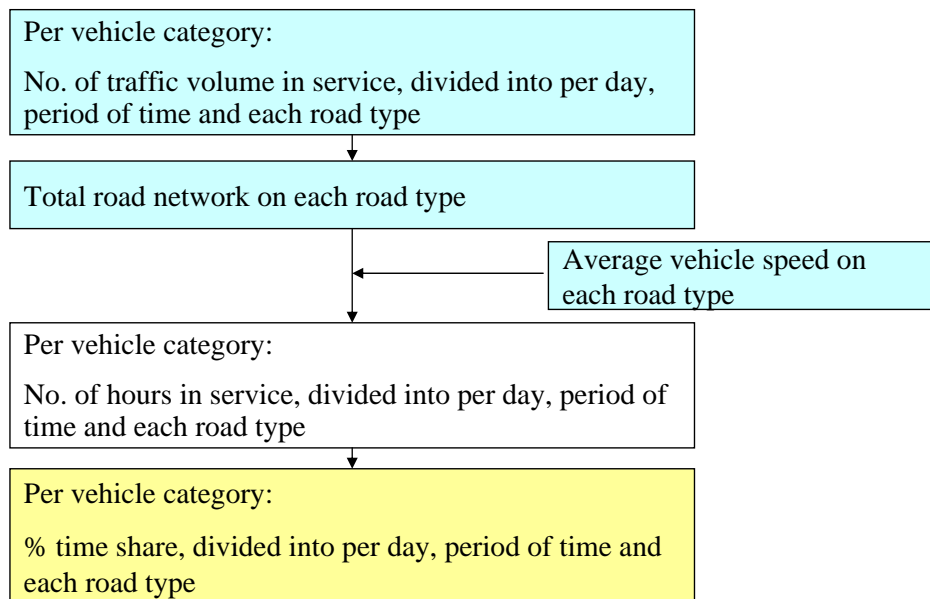 Per vehicle category:
No. of traffic volume in service, divided into per day,
period of time and each road type
Total road network on each road type
Average vehicle speed on
each road type
Per vehicle category:
No. of hours in service, divided into per day, period of
time and each road type
Per vehicle category:
% time share, divided into per day, period of time and
each road type